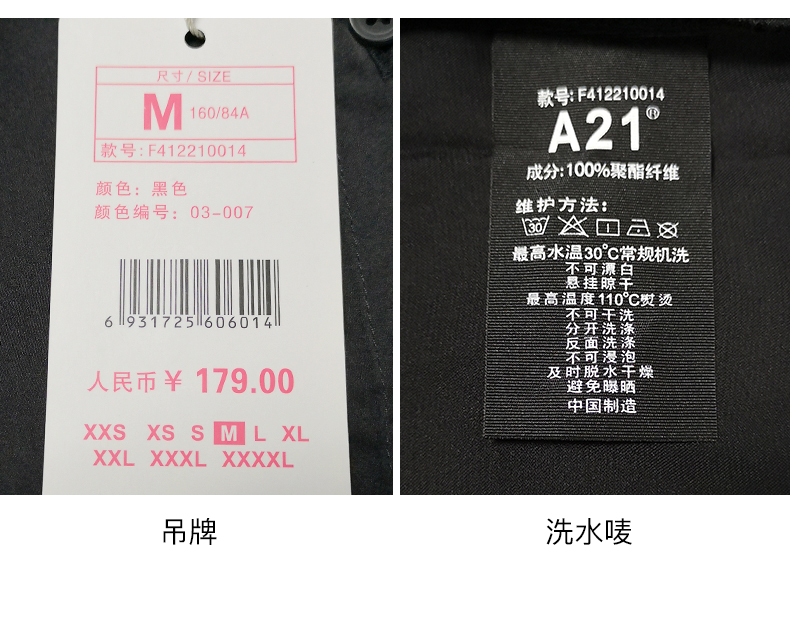 尺寸/SIZE
M 160/84A
款号:F412210014
颜色：黑色
颜色编号：03-007
6 931725 606014
人民币￥ 179.00
XXS XS S M L XL
XXL XXXL XXXXL
吊牌
款号:F412210014
A21®
成分:100%聚酯纤维
维护方法:
30
最高水温30℃常规机洗
不可漂白
悬挂晾干
最高温度110℃熨烫
不可干洗
分开洗涤
反面洗涤
不可浸泡
及时脱水干燥
避免曝晒
中国制造
洗水唛